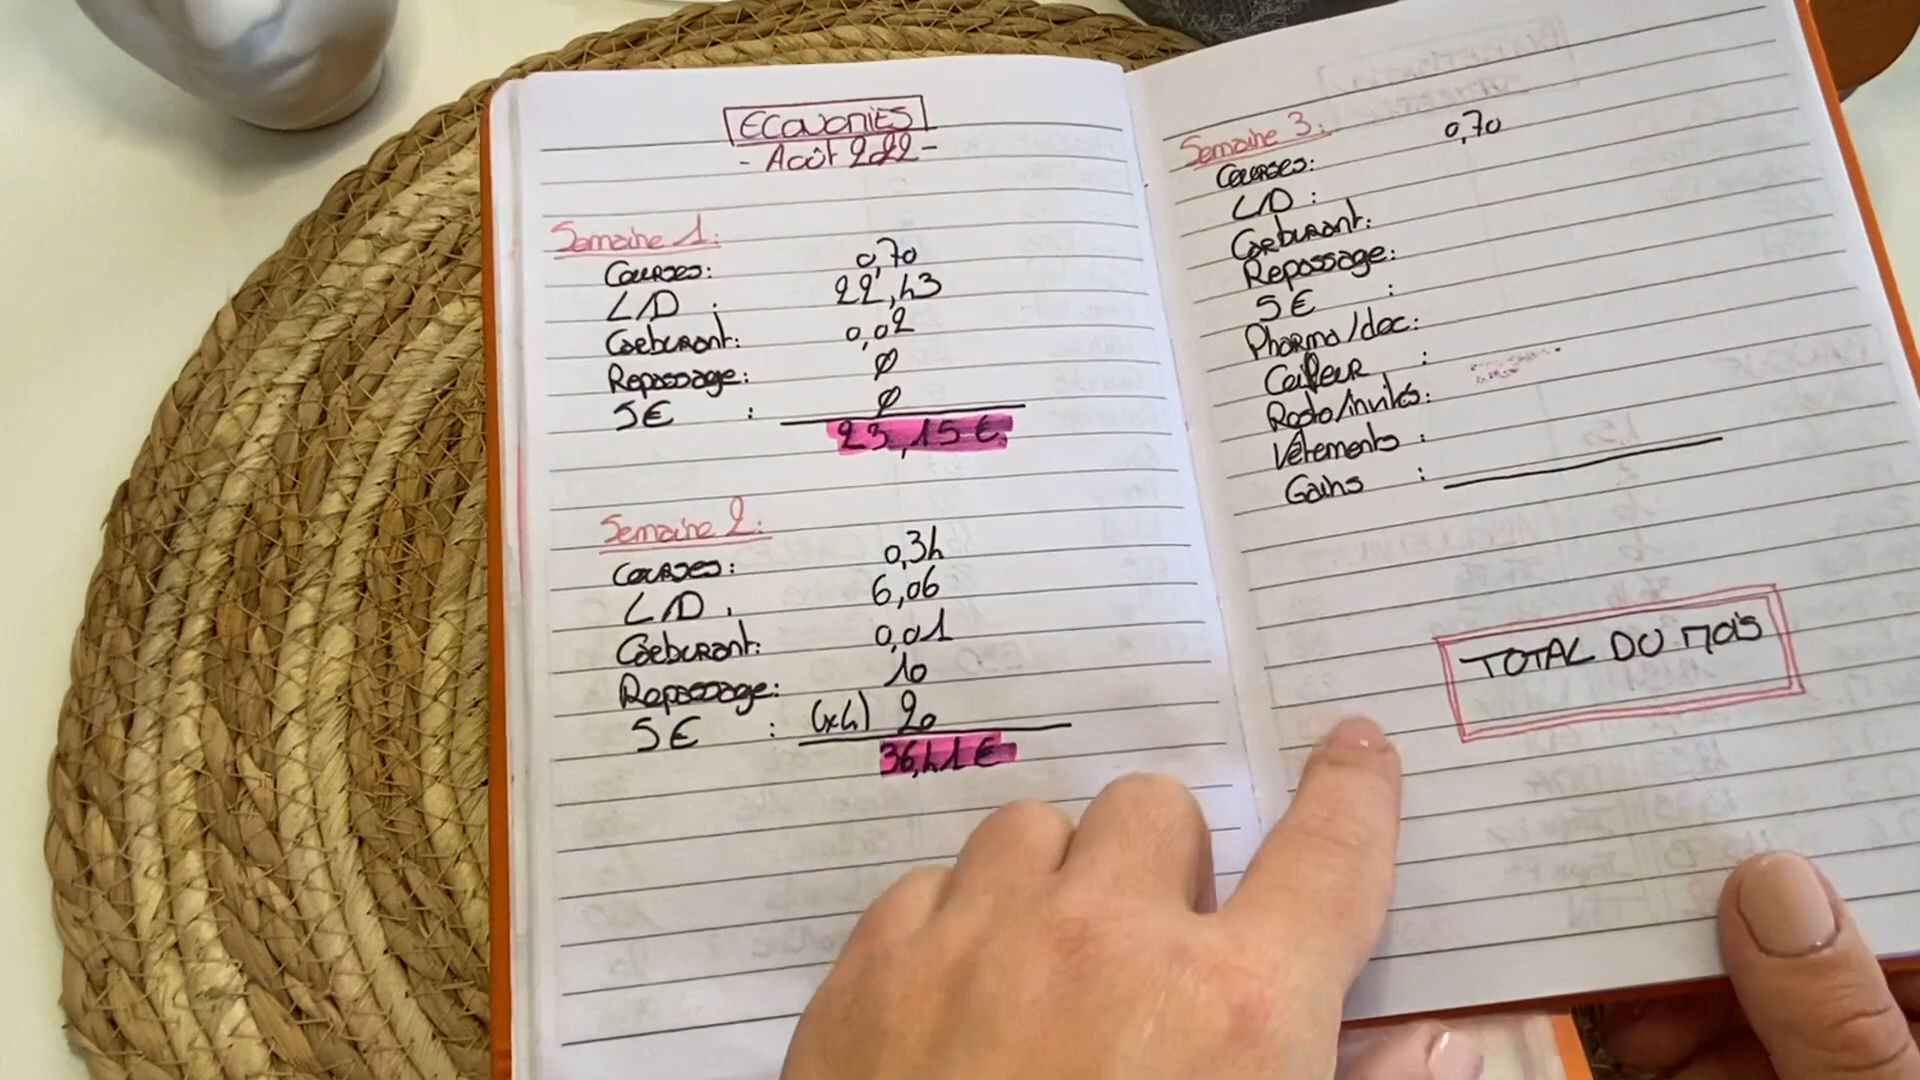 ECONOMIES
- Août 2022 -
Semaine 1:
Courses: 0,70
L/D : 22,43
Carburant: 0,02
Repassage: Ø
5€ : Ø
23,15 €
Semaine 2:
Courses: 0,34
L/D : 6,06
Carburant: 0,01
Repassage: 10
5€ : (x4) 20
36,41 €
Semaine 3:
Courses: 0,70
L/D :
Carburant:
Repassage:
5€ :
Pharma/doc:
Coiffeur :
Resto/invités:
Vêtements :
Gains :
TOTAL DU MOIS